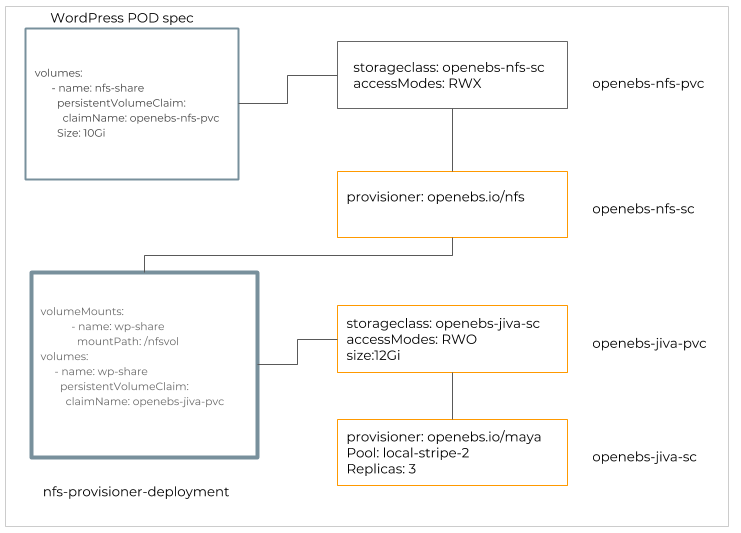 WordPress POD spec
volumes:
- name: nfs-share
persistentVolumeClaim:
claimName: openebs-nfs-pvc
Size: 10Gi
storageclass: openebs-nfs-sc
accessModes: RWX
openebs-nfs-pvc
provisioner: openebs.io/nfs
openebs-nfs-sc
volumeMounts:
- name: wp-share
mountPath: /nfsvol
volumes:
- name: wp-share
persistentVolumeClaim:
claimName: openebs-jiva-pvc
nfs-provisioner-deployment
storageclass: openebs-jiva-sc
accessModes: RWO
size:12Gi
openebs-jiva-pvc
provisioner: openebs.io/maya
Pool: local-stripe-2
Replicas: 3
openebs-jiva-sc